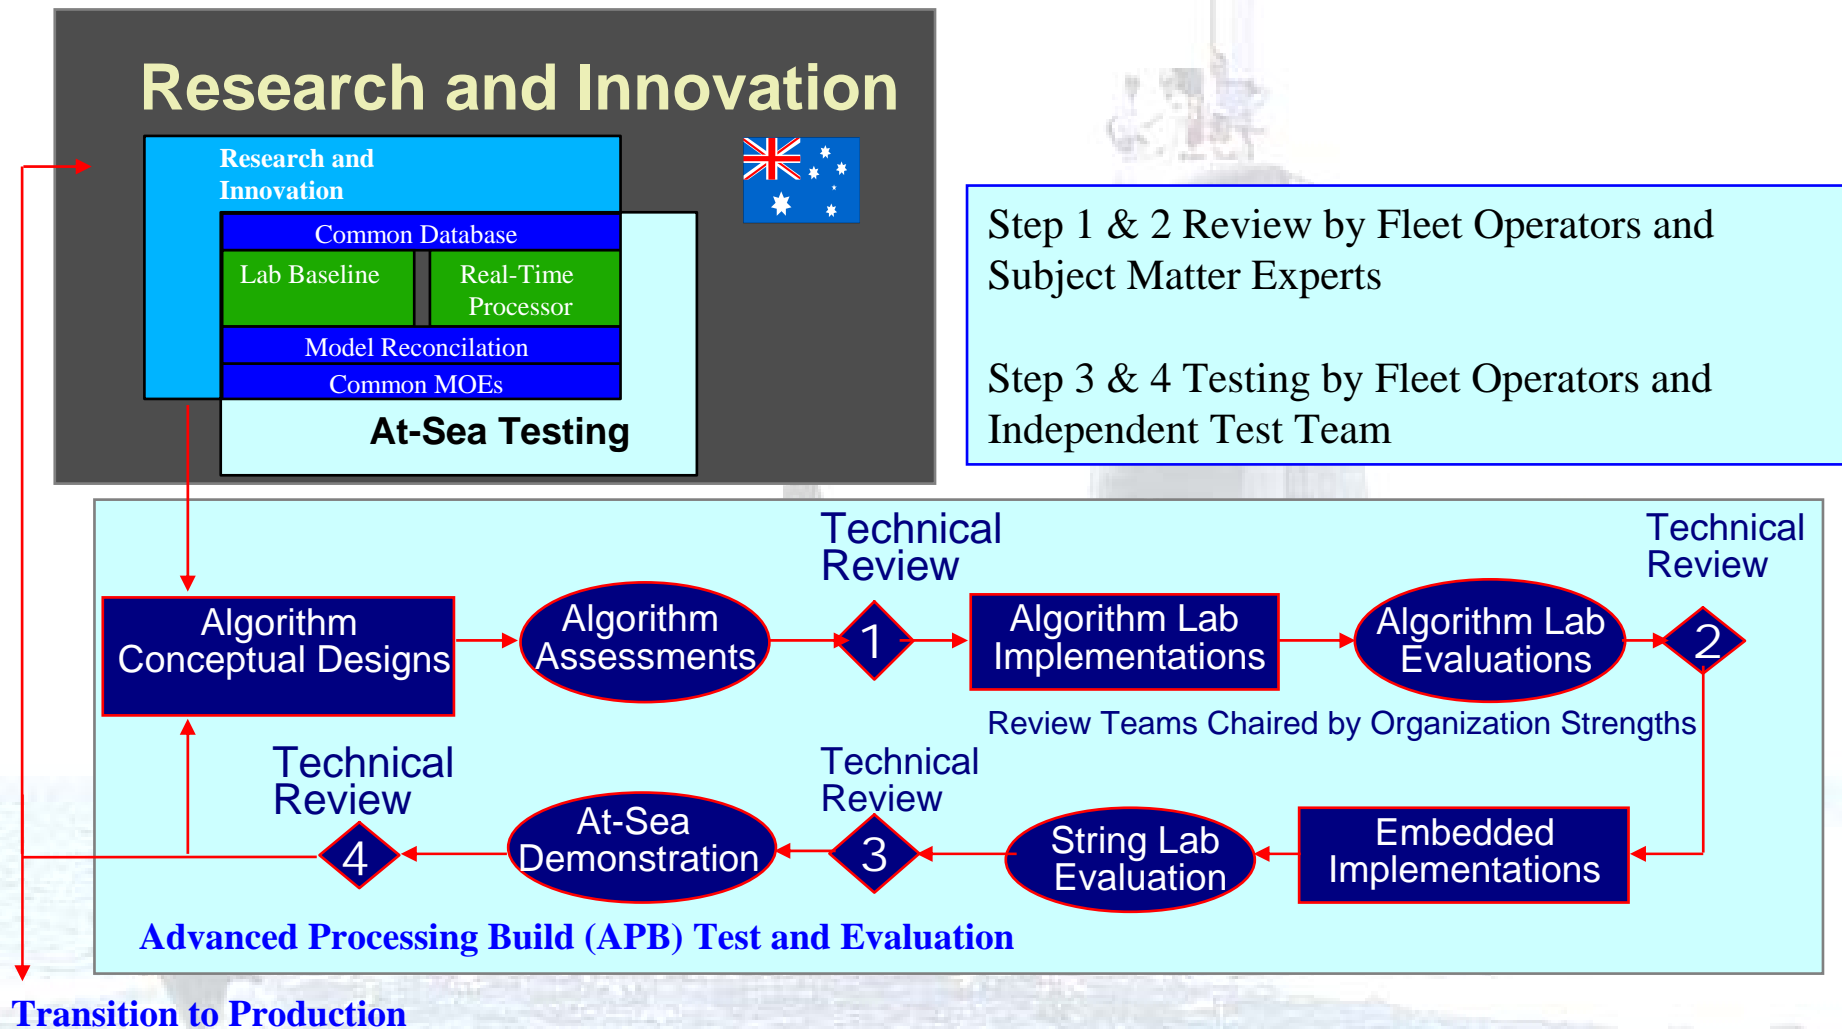 Research and Innovation
Research and
Innovation
Common Database
Lab Baseline
Real-Time
Processor
Model Reconcilation
Common MOEs
At-Sea Testing
Step 1 & 2 Review by Fleet Operators and
Subject Matter Experts
Step 3 & 4 Testing by Fleet Operators and
Independent Test Team
Technical
Review
Technical
Review
Algorithm
Conceptual Designs
Algorithm
Assessments
1
Algorithm Lab
Implementations
Algorithm Lab
Evaluations
2
Review Teams Chaired by Organization Strengths
Technical
Review
Technical
Review
4
At-Sea
Demonstration
3
String Lab
Evaluation
Embedded
Implementations
Advanced Processing Build (APB) Test and Evaluation
Transition to Production